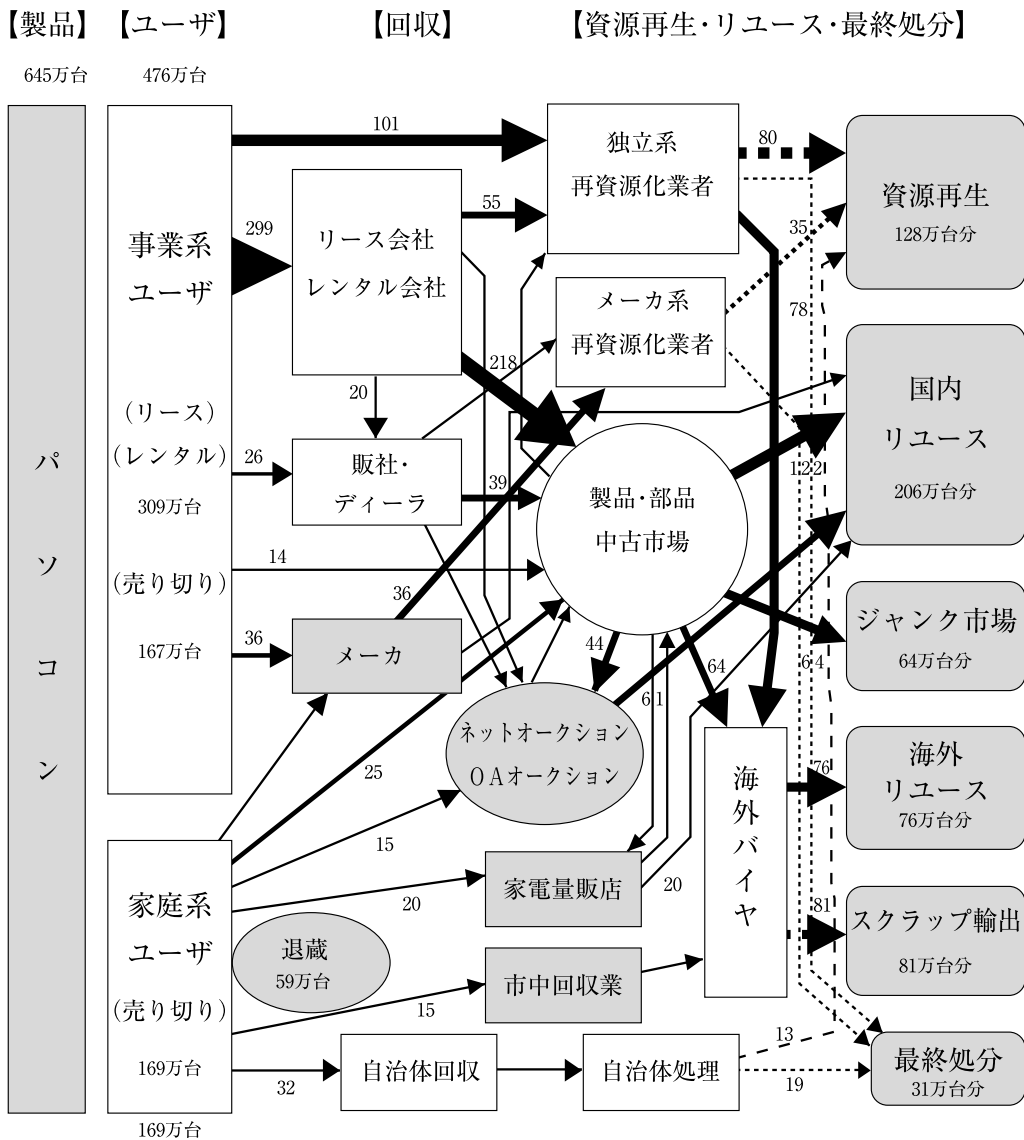 【製品】
【ユーザ】
【回収】
【資源再生・リユース・最終処分】
645万台
476万台
パソコン
事業系
ユーザ
（リース）
（レンタル）
309万台
（売り切り）
167万台
家庭系
ユーザ
（売り切り）
169万台
169万台
退蔵
59万台
101
299
26
14
36
リース会社
レンタル会社
55
218
20
販社・
ディーラ
39
メーカ
36
25
15
20
15
32
独立系
再資源化業者
メーカ系
再資源化業者
製品・部品
中古市場
44
61
64
ネットオークション
OAオークション
家電量販店
20
市中回収業
自治体回収
自治体処理
13
19
海外バイヤ
80
35
78
122
64
76
81
資源再生
128万台分
国内
リユース
206万台分
ジャンク市場
64万台分
海外
リユース
76万台分
スクラップ輸出
81万台分
最終処分
31万台分